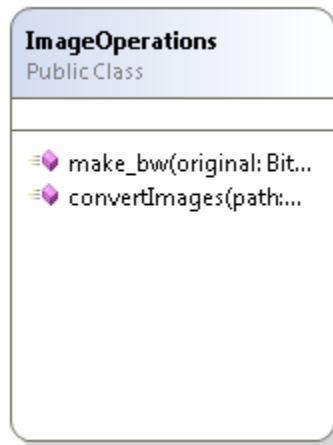 ImageOperations
Public Class
make_bw(original: Bit...
convertImages(path:...